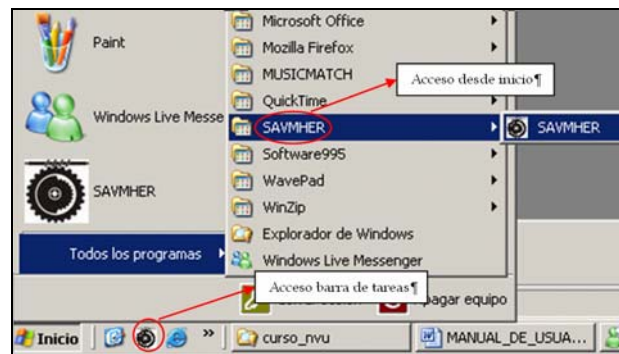 Microsoft Office
Paint
Mozilla Firefox
MUSICMATCH
Acceso desde inicio¶
QuickTime
Windows Live Messe
SAVMHER
SAVMHER
Software995
WavePad
SAVMHER
WinZip
Explorador de Windows
Todos los programas
Windows Live Messenger
Acceso barra de tareas¶
pagar equipo
Inicio
»
curso_nvu
MANUAL_DE_USUA...